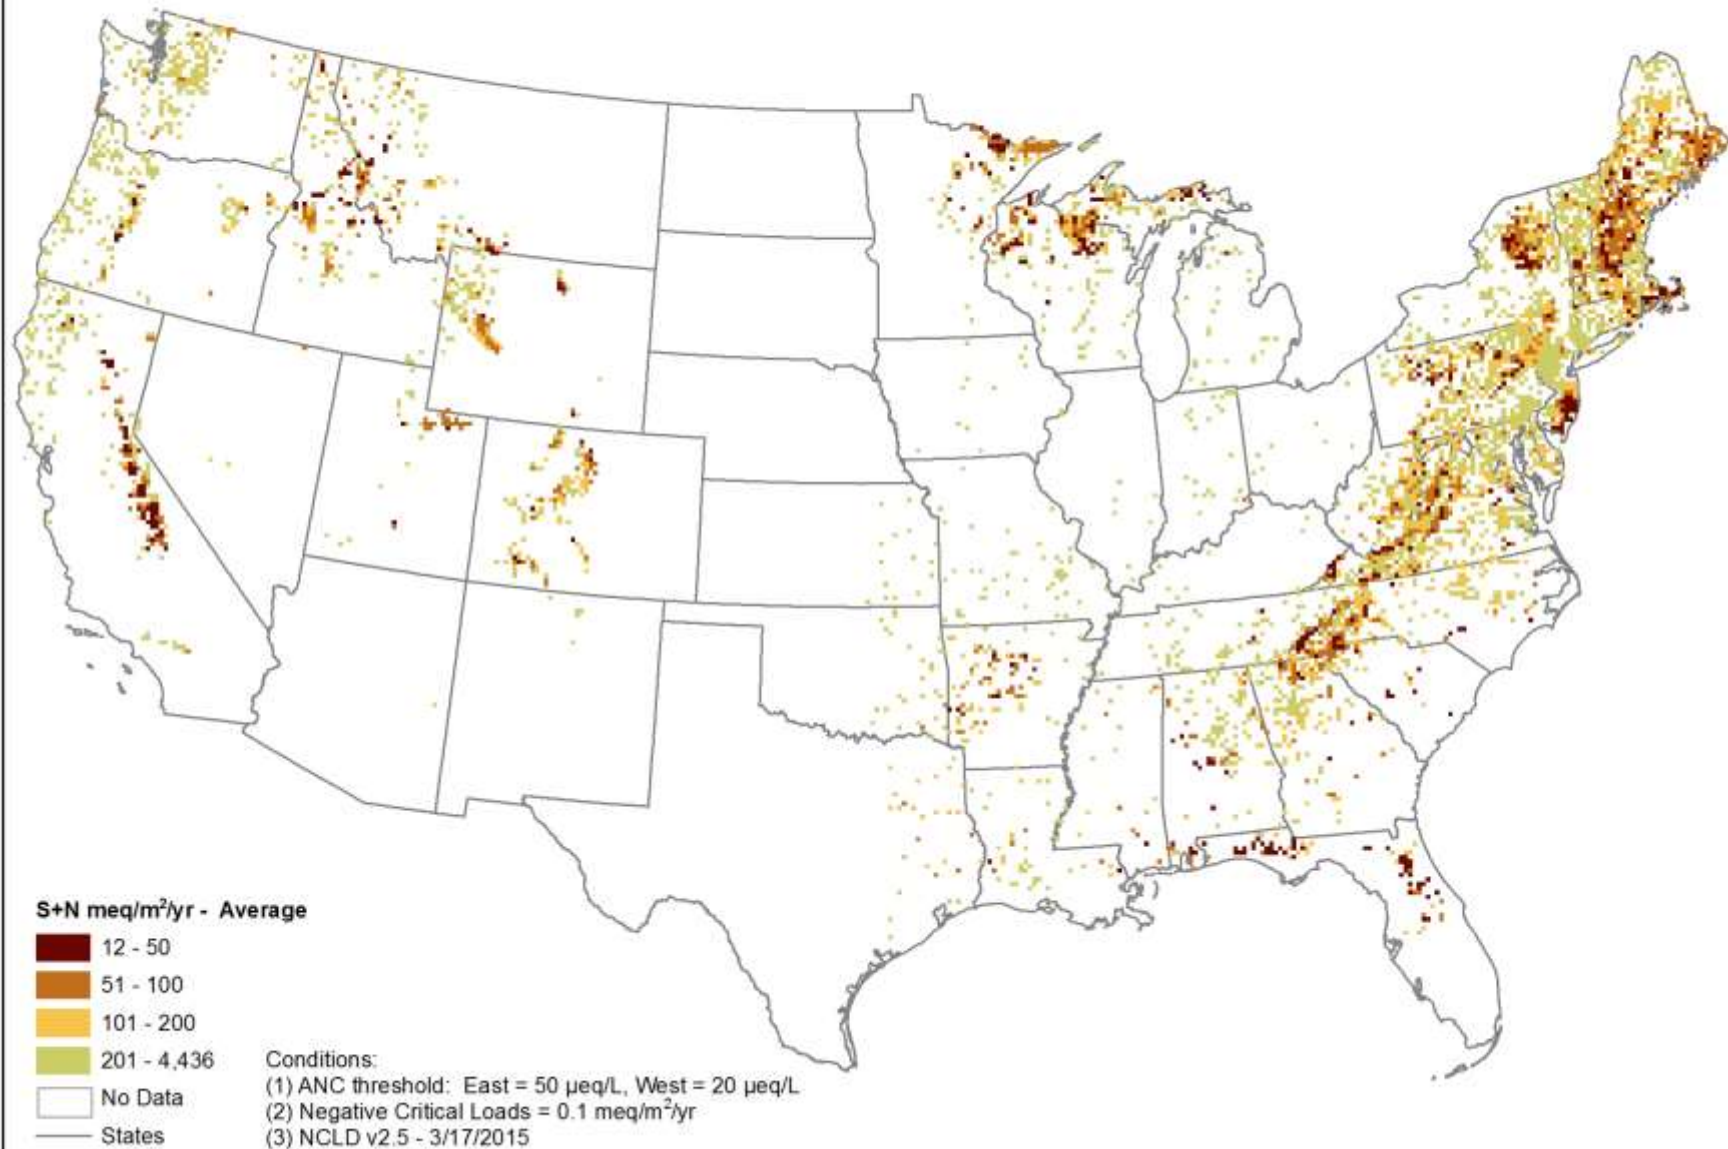 S+N meq/m²/yr - Average
12 - 50
51 - 100
101 - 200
201 - 4,436
No Data
States
Conditions:
(1) ANC threshold: East = 50 µeq/L, West = 20 µeq/L
(2) Negative Critical Loads = 0.1 meq/m²/yr
(3) NCLD v2.5 - 3/17/2015